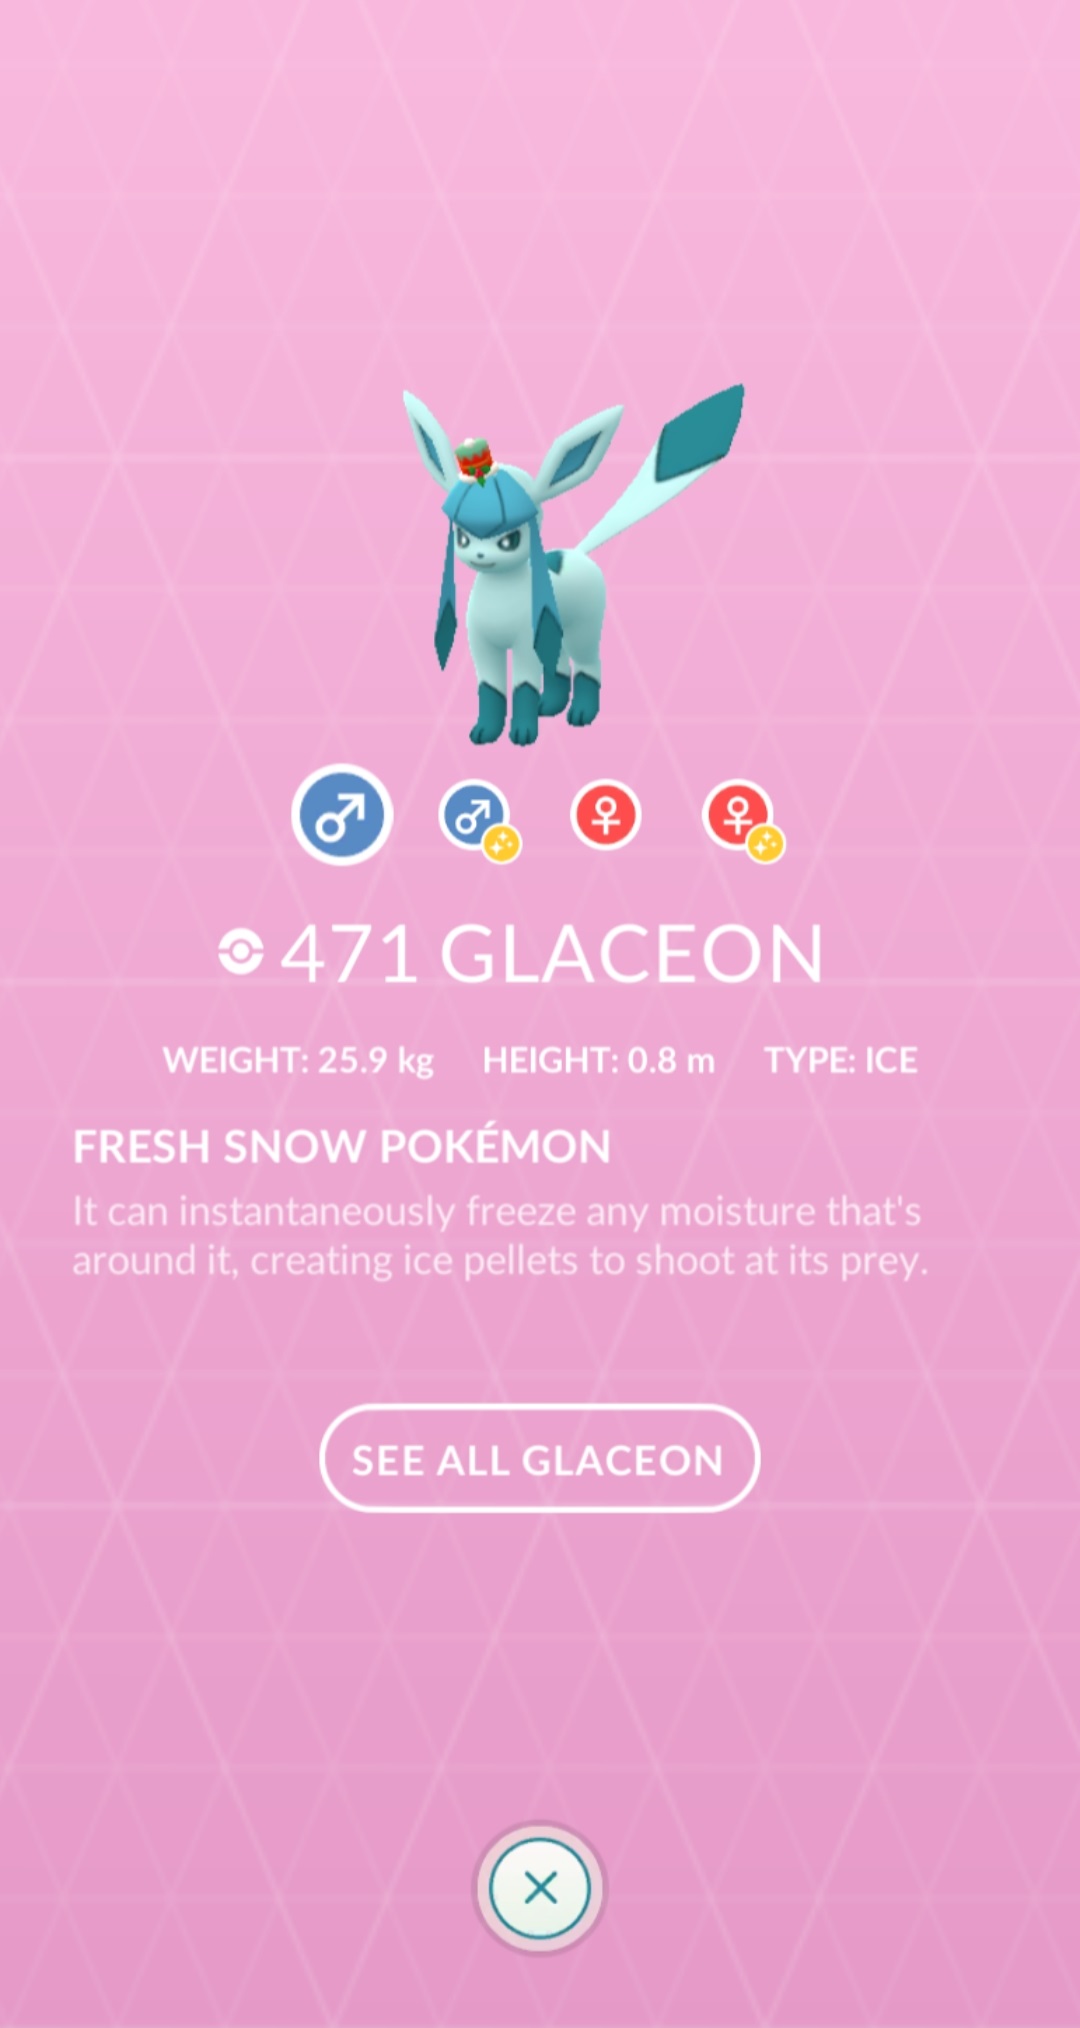 471 GLACEON
WEIGHT: 25.9 kg HEIGHT: 0.8 m TYPE: ICE
FRESH SNOW POKÉMON
It can instantaneously freeze any moisture that's
around it, creating ice pellets to shoot at its prey.
SEE ALL GLACEON